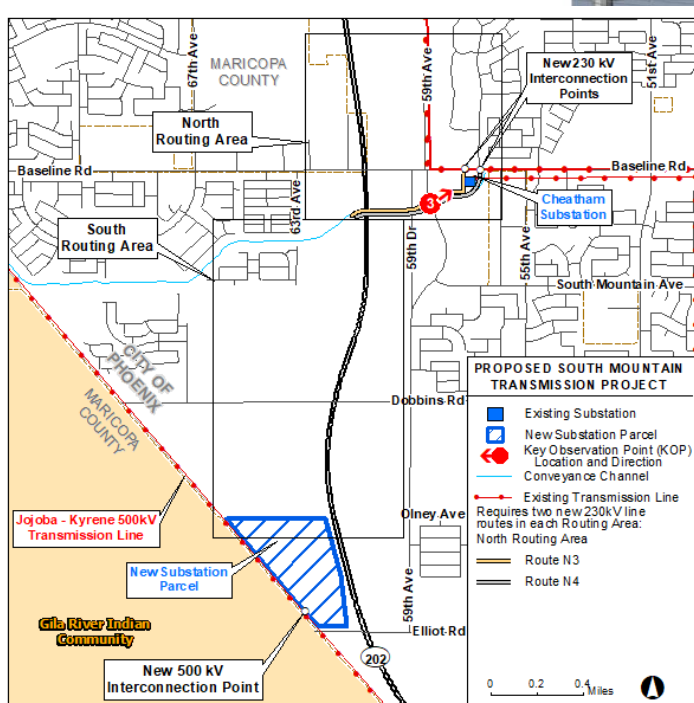 67th Ave
MARICOPA
COUNTY
59th Ave
New 230 kV
Interconnection
Points
51st Ave
North
Routing Area
Baseline Rd
Baseline Rd
63rd Ave
3
Cheatham
Substation
South
Routing Area
59th Dr
55th Ave
South Mountain Ave
CITY OF
PHOENIX
MARICOPA
COUNTY
Dobbins Rd
Jojoba - Kyrene 500kV
Transmission Line
Olney Ave
New Substation
Parcel
59th Ave
Gila River Indian
Community
Elliot Rd
202
New 500 kV
Interconnection Point
PROPOSED SOUTH MOUNTAIN
TRANSMISSION PROJECT
Existing Substation
New Substation Parcel
Key Observation Point (KOP)
Location and Direction
Conveyance Channel
Existing Transmission Line
Requires two new 230kV line
routes in each Routing Area:
North Routing Area
Route N3
Route N4
0 0.2 0.4
Miles